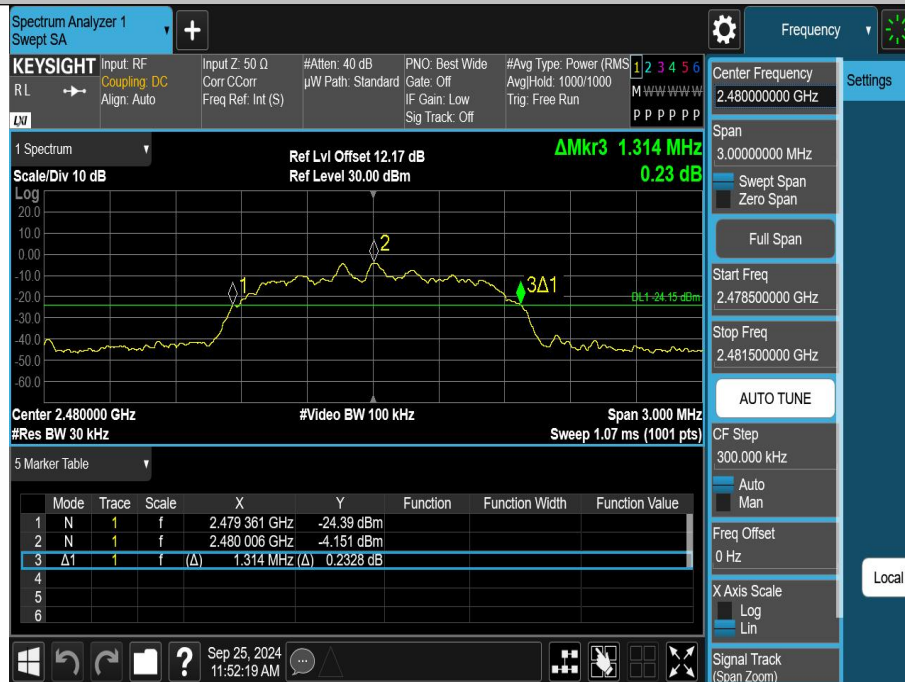 Spectrum Analyzer 1
Swept SA
Frequency
KEYSIGHT
RL
LXI
Input: RF
Coupling: DC
Align: Auto
Input Z: 50 Ω
Corr CCorr
Freq Ref: Int (S)
#Atten: 40 dB
µW Path: Standard
PNO: Best Wide
Gate: Off
IF Gain: Low
Sig Track: Off
#Avg Type: Power (RMS
Avg|Hold: 1000/1000
Trig: Free Run
1 2 3 4 5 6
M W W W W W
P P P P P P
Center Frequency
2.480000000 GHz
Settings
Span
3.00000000 MHz
Swept Span
Zero Span
Full Span
Start Freq
2.478500000 GHz
Stop Freq
2.481500000 GHz
AUTO TUNE
CF Step
300.000 kHz
Auto
Man
Freq Offset
0 Hz
Local
X Axis Scale
Log
Lin
Signal Track
(Span Zoom)
1 Spectrum
Scale/Div 10 dB
Ref Lvl Offset 12.17 dB
Ref Level 30.00 dBm
ΔMkr3 1.314 MHz
0.23 dB
Log
20.0
10.0
0.00
-10.0
-20.0
-30.0
-40.0
-50.0
-60.0
1
2
3Δ1
DL1 -24.15 dBm
Center 2.480000 GHz
#Res BW 30 kHz
#Video BW 100 kHz
Span 3.000 MHz
Sweep 1.07 ms (1001 pts)
5 Marker Table
Mode Trace Scale X Y Function Function Width Function Value
1 N 1 f 2.479 361 GHz -24.39 dBm
2 N 1 f 2.480 006 GHz -4.151 dBm
3 Δ1 1 f (Δ) 1.314 MHz (Δ) 0.2328 dB
4
5
6
?
Sep 25, 2024
11:52:19 AM